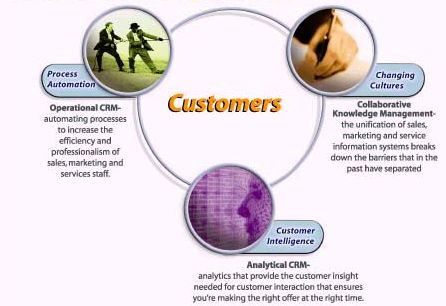 Process
Automation
Operational CRM-
automating processes
to increase the
efficiency and
professionalism of
sales, marketing and
services staff.
Customers
Changing
Cultures
Collaborative
Knowledge Management-
the unification of sales,
marketing and service
information systems breaks
down the barriers that in the
past have separated
Customer
Intelligence
Analytical CRM-
analytics that provide the customer insight
needed for customer interaction that ensures
you're making the right offer at the right time.